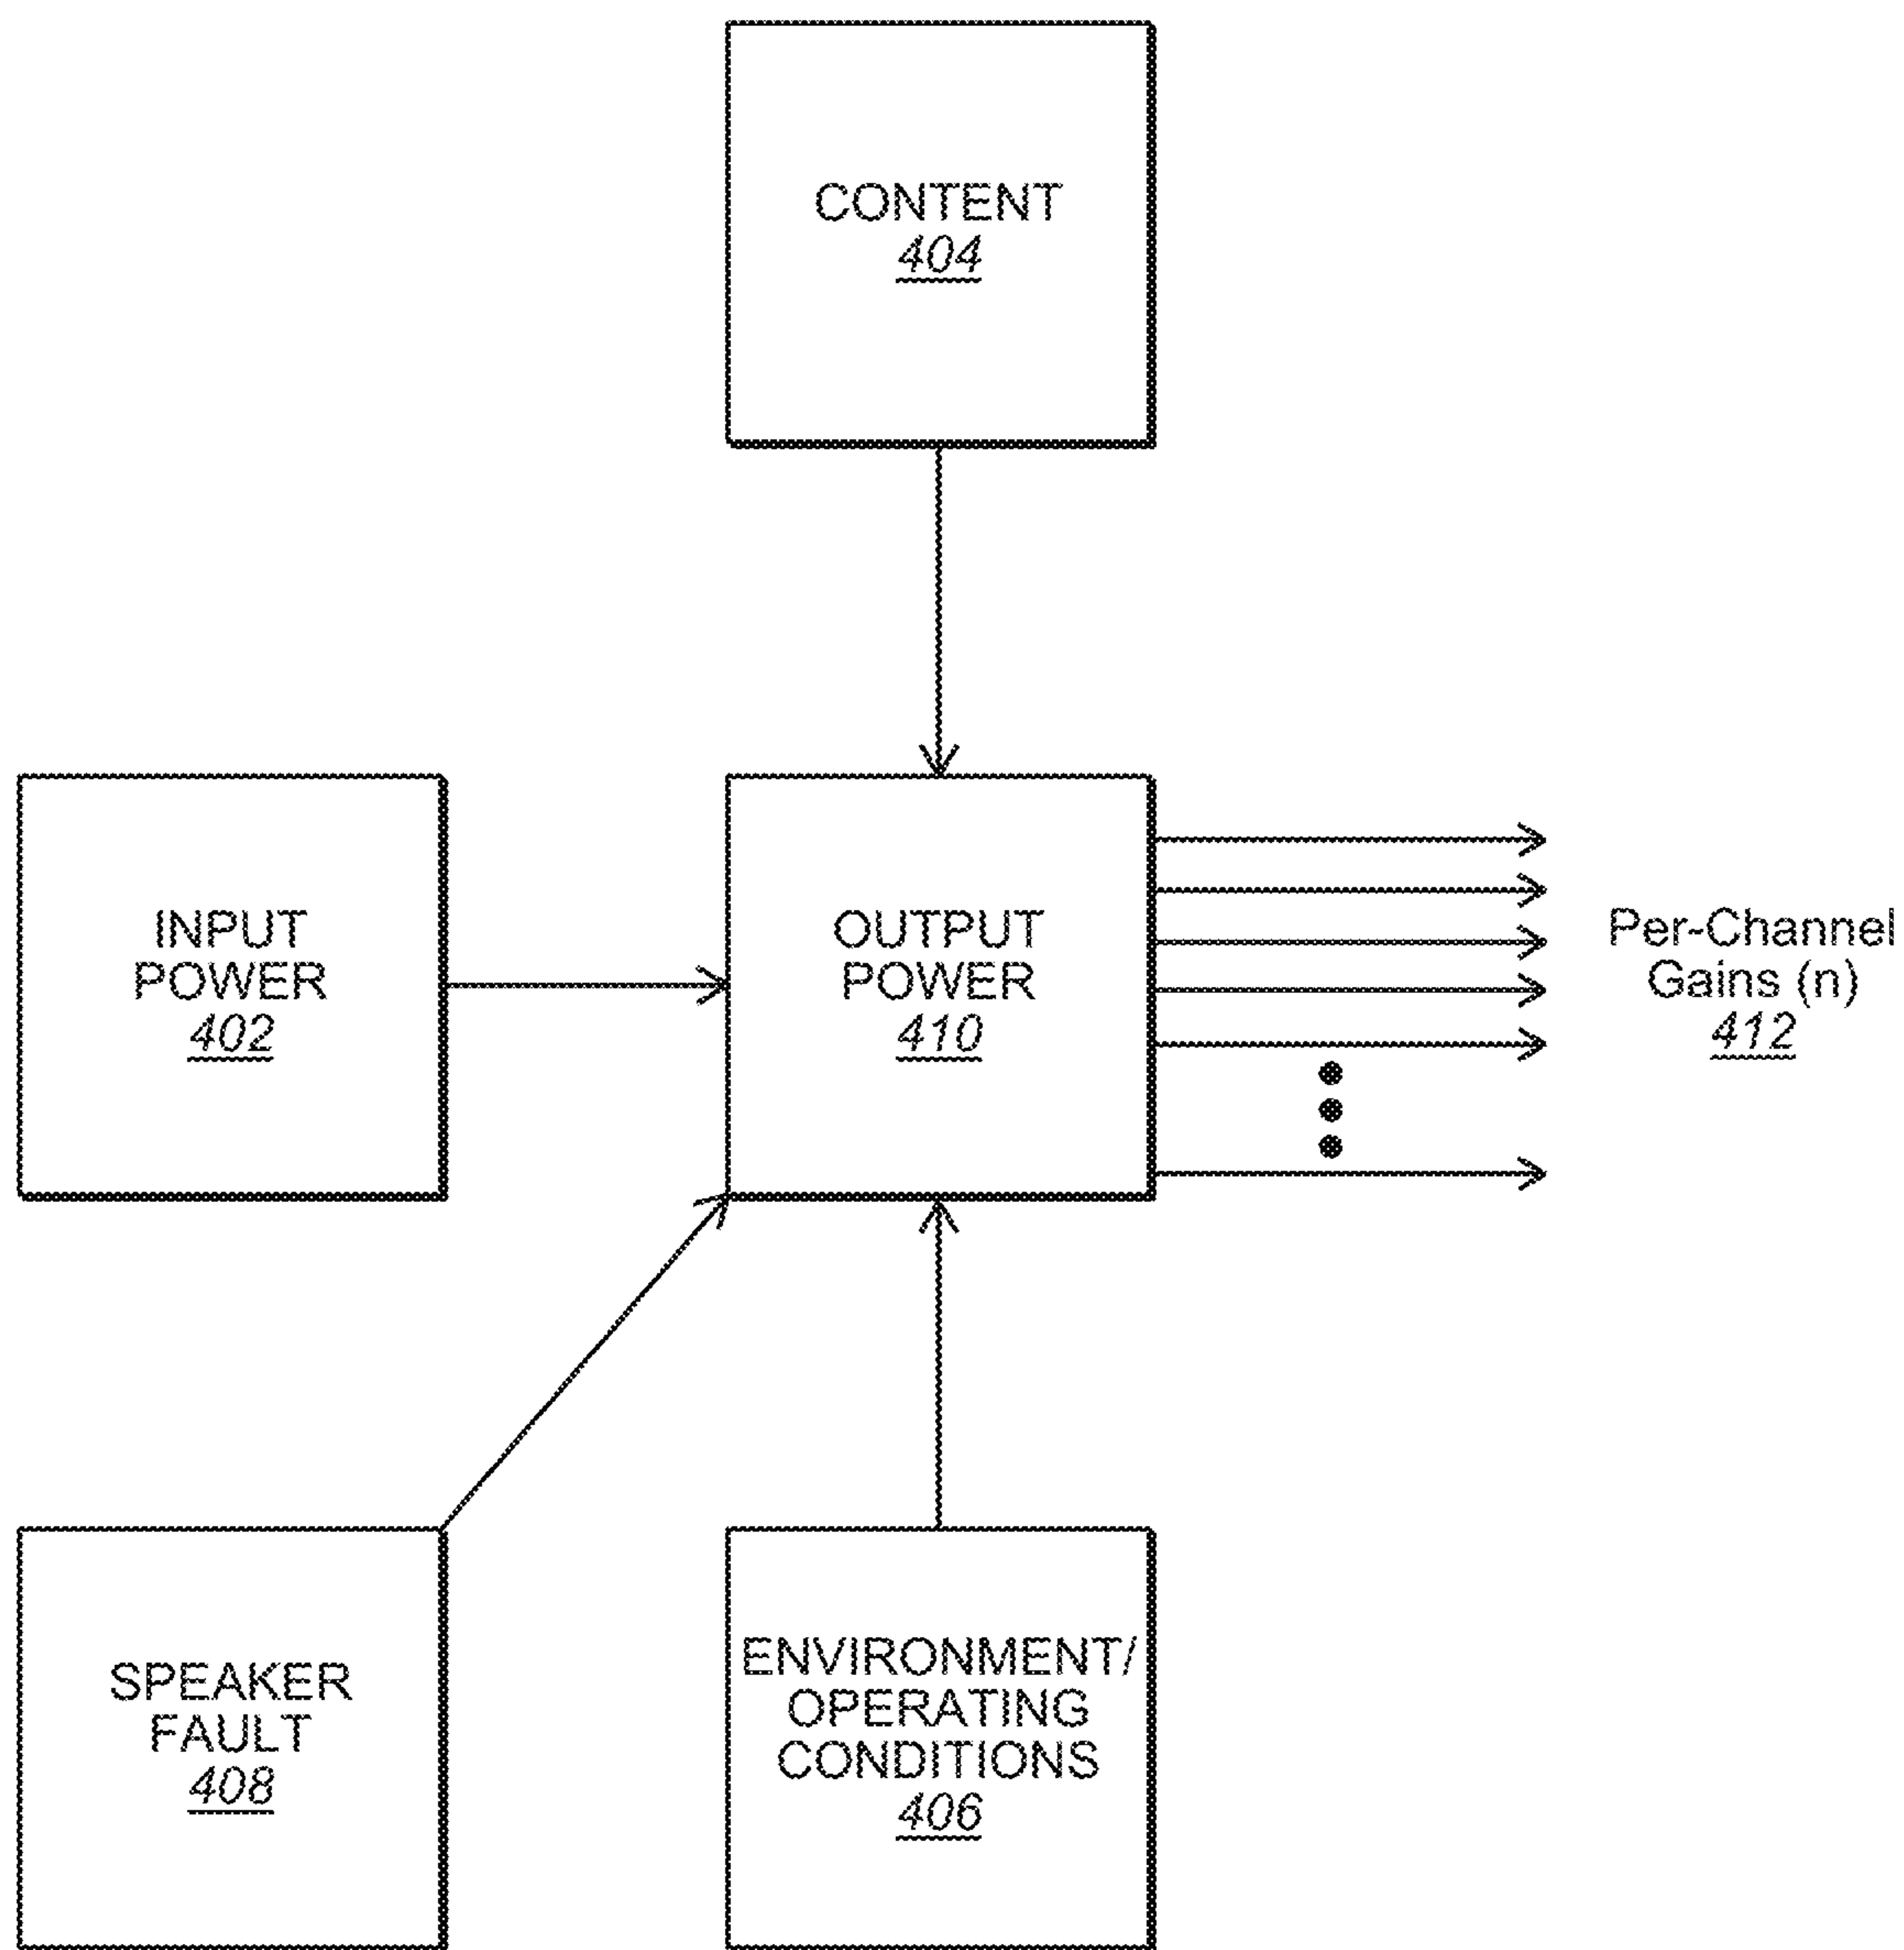 CONTENT
404
INPUT
POWER
402
OUTPUT
POWER
410
Per-Channel
Gains (n)
412
SPEAKER
FAULT
408
ENVIRONMENT/
OPERATING
CONDITIONS
406